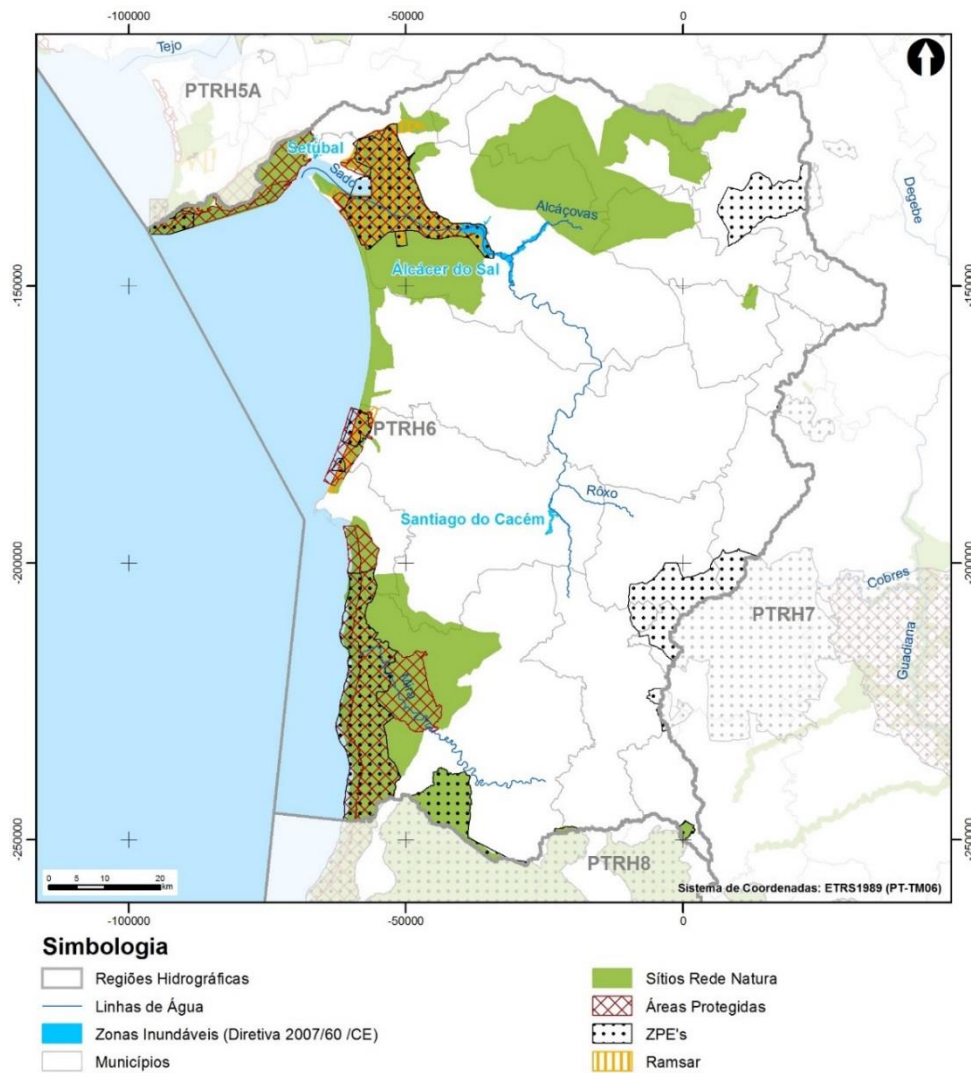 -100000
-50000
0
Tejo
PTRH5A
Setúbal
Sado
Alcáçovas
Degebe
Álcácer do Sal
-150000
-150000
PTRH6
Rôxo
Santiago do Cacém
-200000
-200000
Cobres
PTRH7
Guadiana
Mira
-250000
-250000
PTRH8
0 5 10 20
km
Sistema de Coordenadas: ETRS1989 (PT-TM06)
-100000
-50000
0
Simbologia
Regiões Hidrográficas
Linhas de Água
Zonas Inundáveis (Diretiva 2007/60 /CE)
Municípios
Sítios Rede Natura
Áreas Protegidas
ZPE's
Ramsar